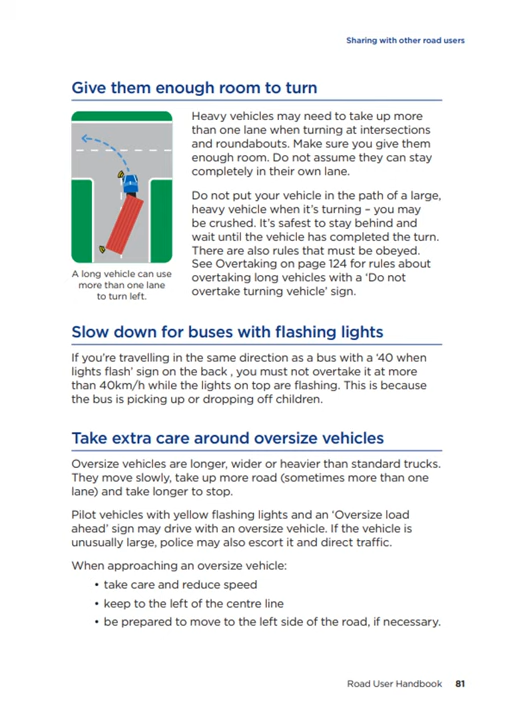 Sharing with other road users
Give them enough room to turn
Heavy vehicles may need to take up more
than one lane when turning at intersections
and roundabouts. Make sure you give them
enough room. Do not assume they can stay
completely in their own lane.
Do not put your vehicle in the path of a large,
heavy vehicle when it’s turning – you may
be crushed. It’s safest to stay behind and
wait until the vehicle has completed the turn.
There are also rules that must be obeyed.
See Overtaking on page 124 for rules about
overtaking long vehicles with a ‘Do not
overtake turning vehicle’ sign.
A long vehicle can use
more than one lane
to turn left.
Slow down for buses with flashing lights
If you’re travelling in the same direction as a bus with a ‘40 when
lights flash’ sign on the back , you must not overtake it at more
than 40km/h while the lights on top are flashing. This is because
the bus is picking up or dropping off children.
Take extra care around oversize vehicles
Oversize vehicles are longer, wider or heavier than standard trucks.
They move slowly, take up more road (sometimes more than one
lane) and take longer to stop.
Pilot vehicles with yellow flashing lights and an ‘Oversize load
ahead’ sign may drive with an oversize vehicle. If the vehicle is
unusually large, police may also escort it and direct traffic.
When approaching an oversize vehicle:
• take care and reduce speed
• keep to the left of the centre line
• be prepared to move to the left side of the road, if necessary.
Road User Handbook 81